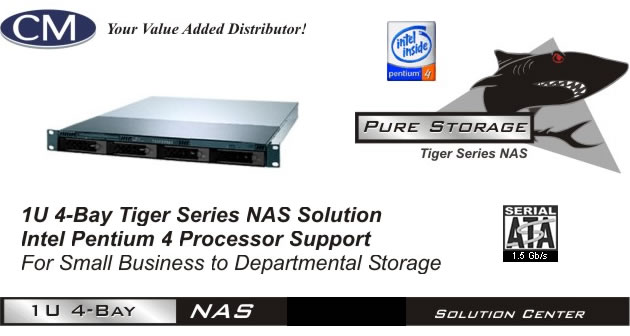 CM
Your Value Added Distributor!
intel
inside
pentium 4
PURE STORAGE
Tiger Series NAS
1U 4-Bay Tiger Series NAS Solution
Intel Pentium 4 Processor Support
For Small Business to Departmental Storage
SERIAL
ATA
1.5 Gb/s
1U 4-BAY
NAS
SOLUTION CENTER